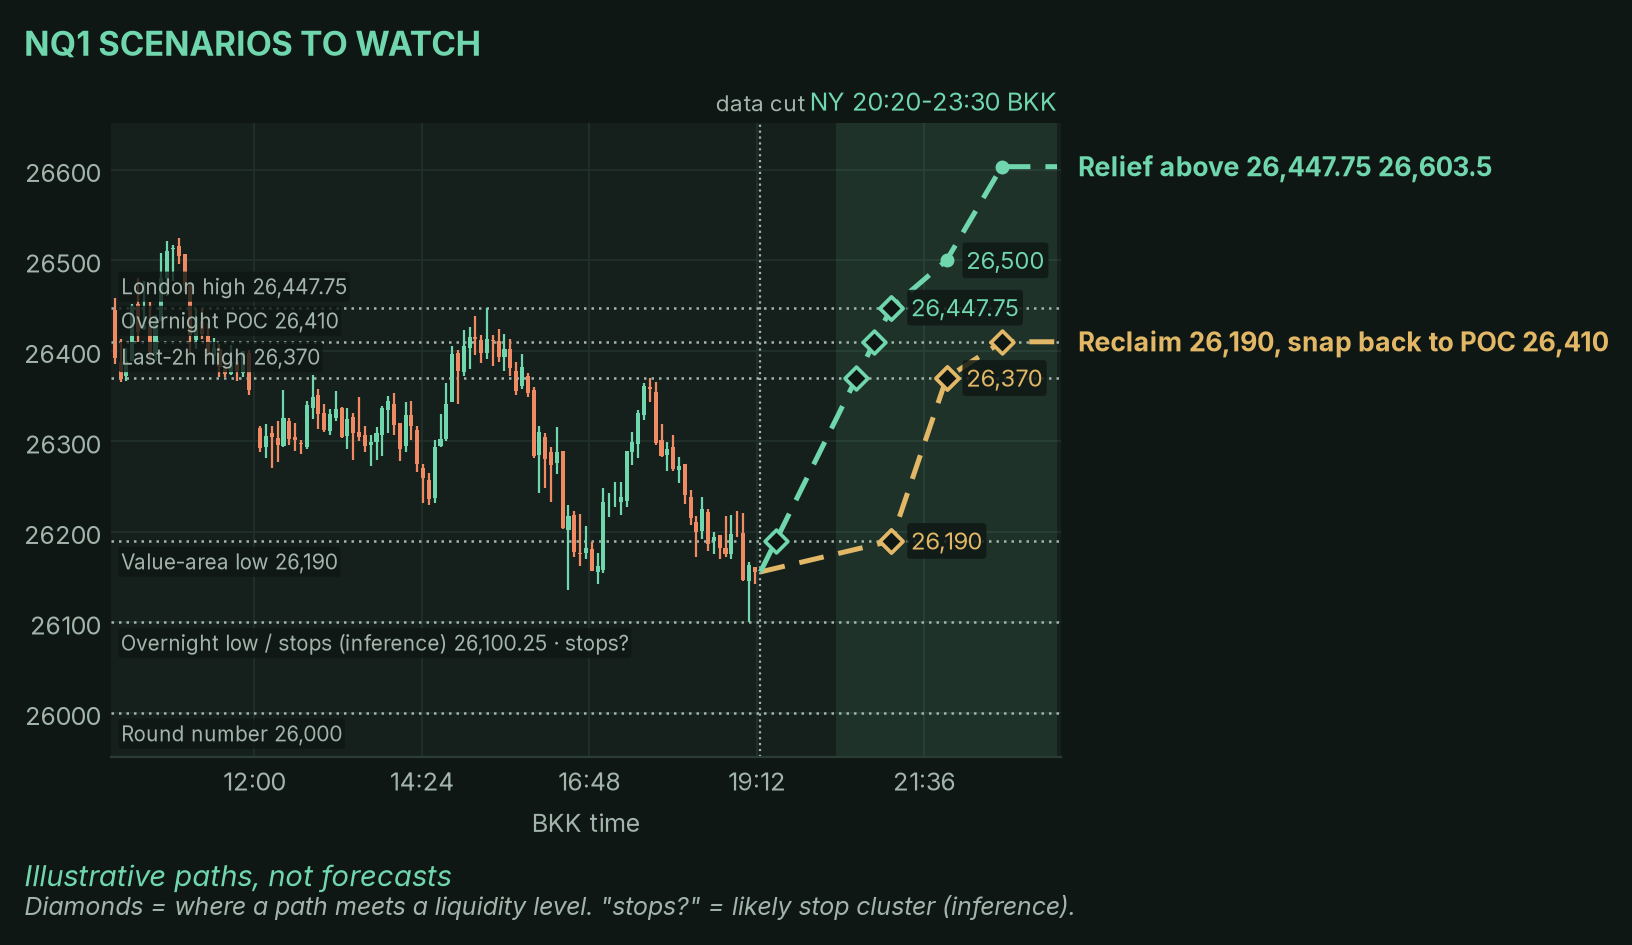 NQ1 SCENARIOS TO WATCH
data cut NY 20:20-23:30 BKK
26600
Relief above 26,447.75 26,603.5
26500
26,500
London high 26,447.75
26,447.75
Overnight POC 26,410
Reclaim 26,190, snap back to POC 26,410
26400
Last-2h high 26,370
26,370
26300
26200
26,190
Value-area low 26,190
26100
Overnight low / stops (inference) 26,100.25 · stops?
26000
Round number 26,000
12:00 14:24 16:48 19:12 21:36
BKK time
Illustrative paths, not forecasts
Diamonds = where a path meets a liquidity level. "stops?" = likely stop cluster (inference).